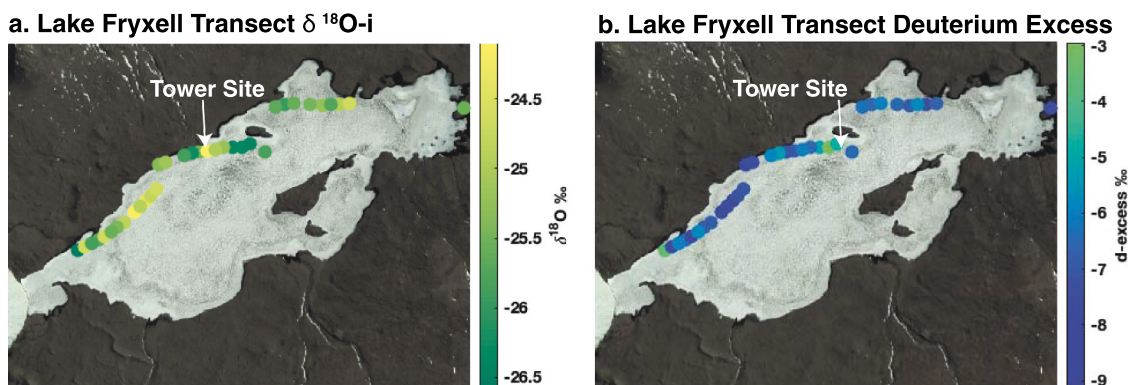 a. Lake Fryxell Transect δ ¹⁸O-i
Tower Site
-24.5
-25
-25.5
-26
-26.5
δ¹⁸O ‰
b. Lake Fryxell Transect Deuterium Excess
Tower Site
-3
-4
-5
-6
-7
-8
-9
d-excess ‰